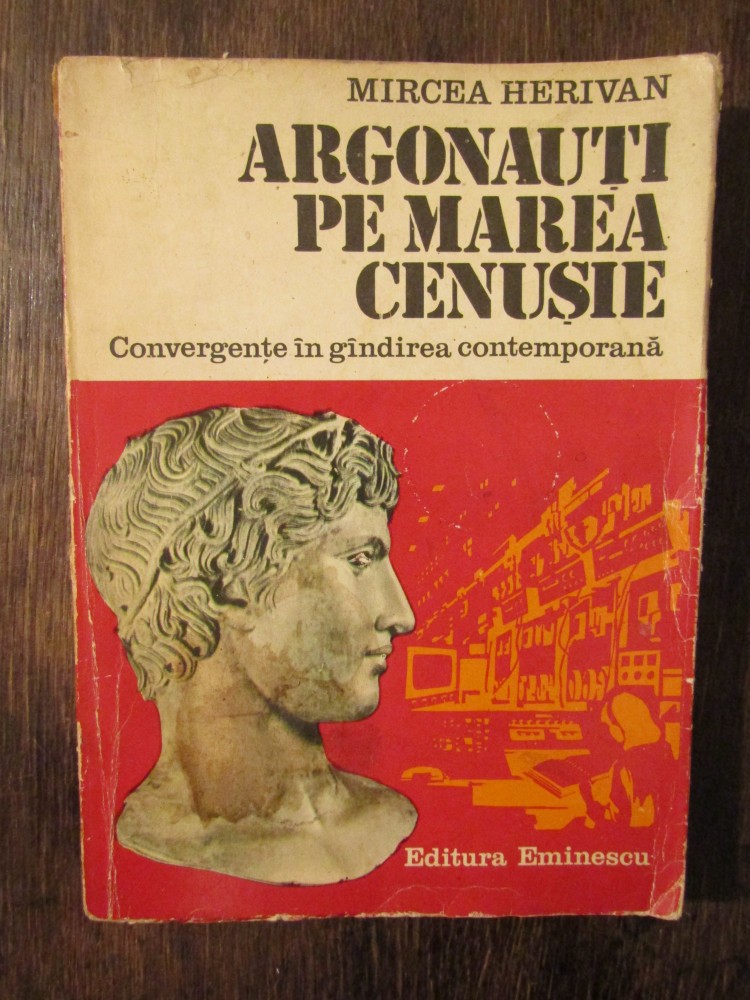 MIRCEA HERIVAN
ARGONAUȚI
PE MAREA
CENUȘIE
Convergențe în gîndirea contemporană
Editura Eminescu